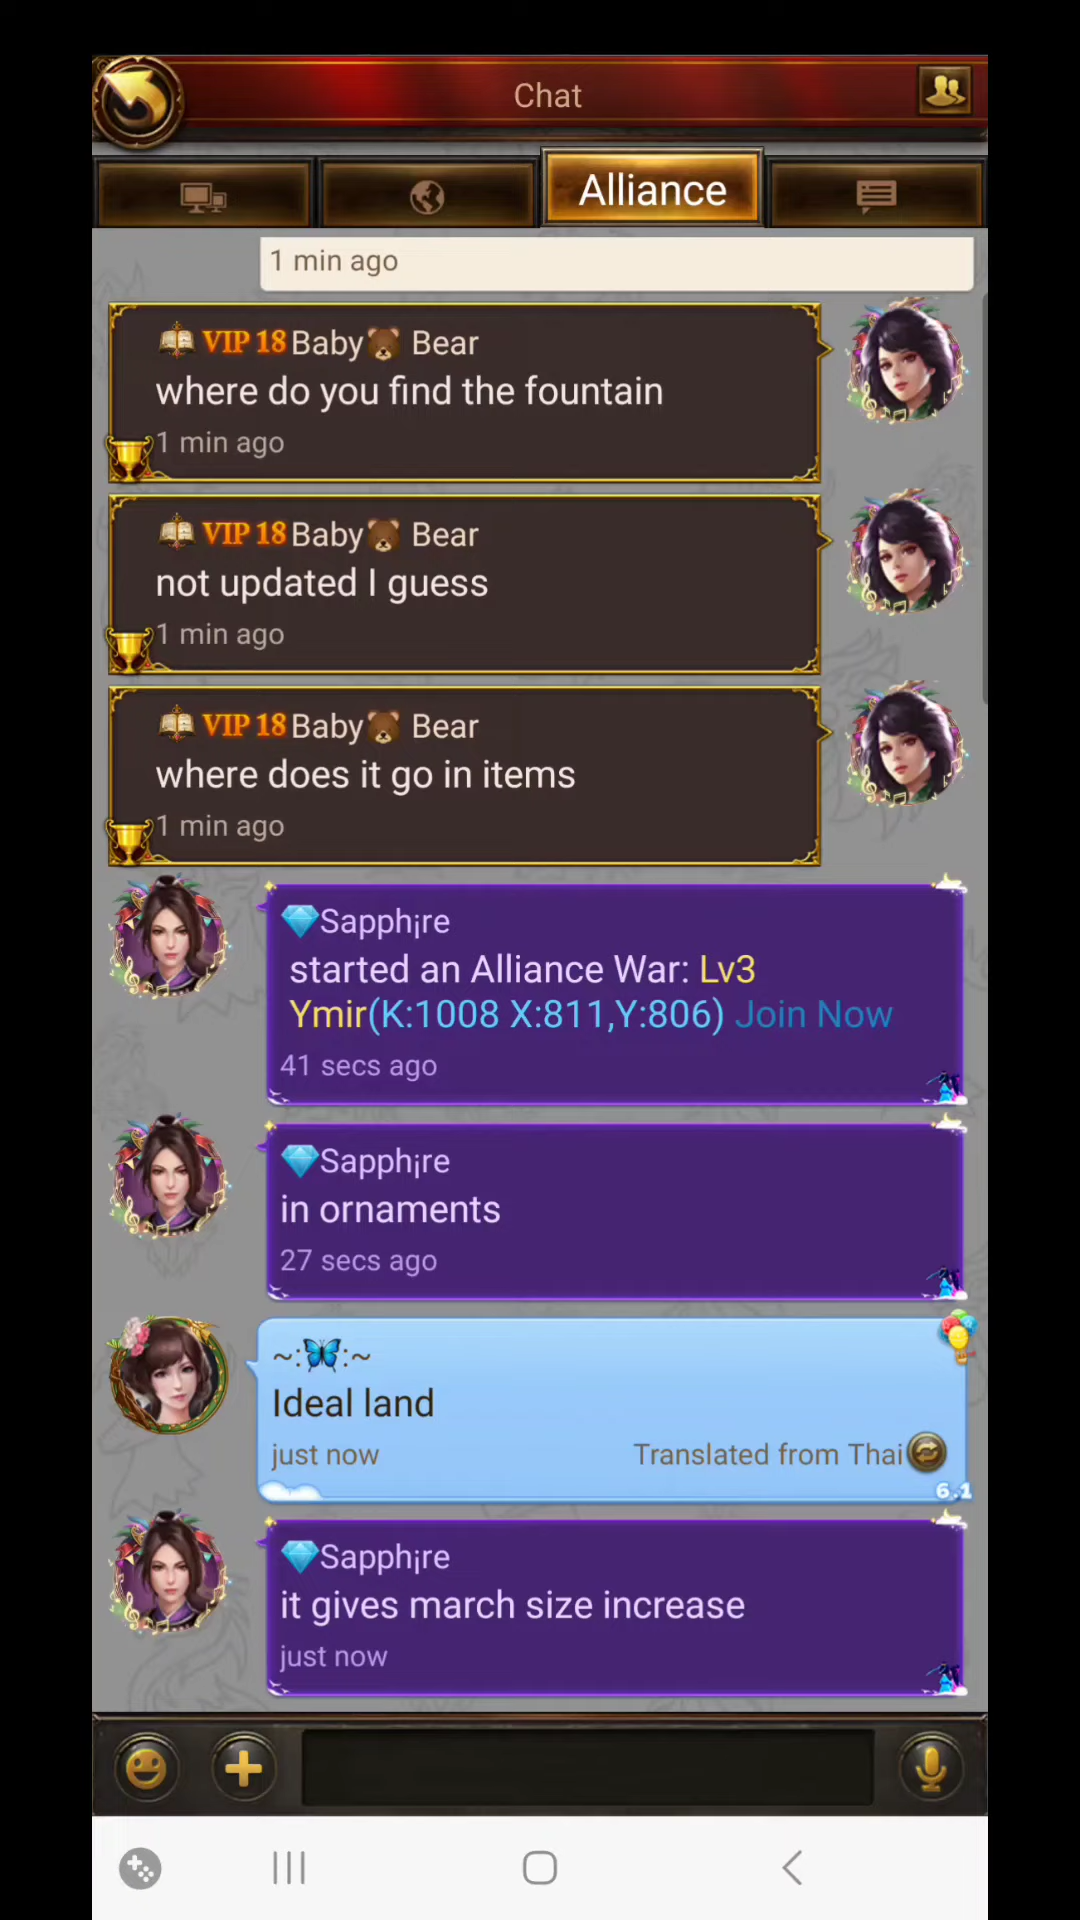 Chat
Alliance
1 min ago
VIP 18 Baby🐻 Bear
where do you find the fountain
1 min ago
VIP 18 Baby🐻 Bear
not updated I guess
1 min ago
VIP 18 Baby🐻 Bear
where does it go in items
1 min ago
💎Sapph¡re
started an Alliance War: Lv3
Ymir(K:1008 X:811,Y:806) Join Now
41 secs ago
💎Sapph¡re
in ornaments
27 secs ago
~:🦋:~
Ideal land
just now Translated from Thai
6.1
💎Sapph¡re
it gives march size increase
just now